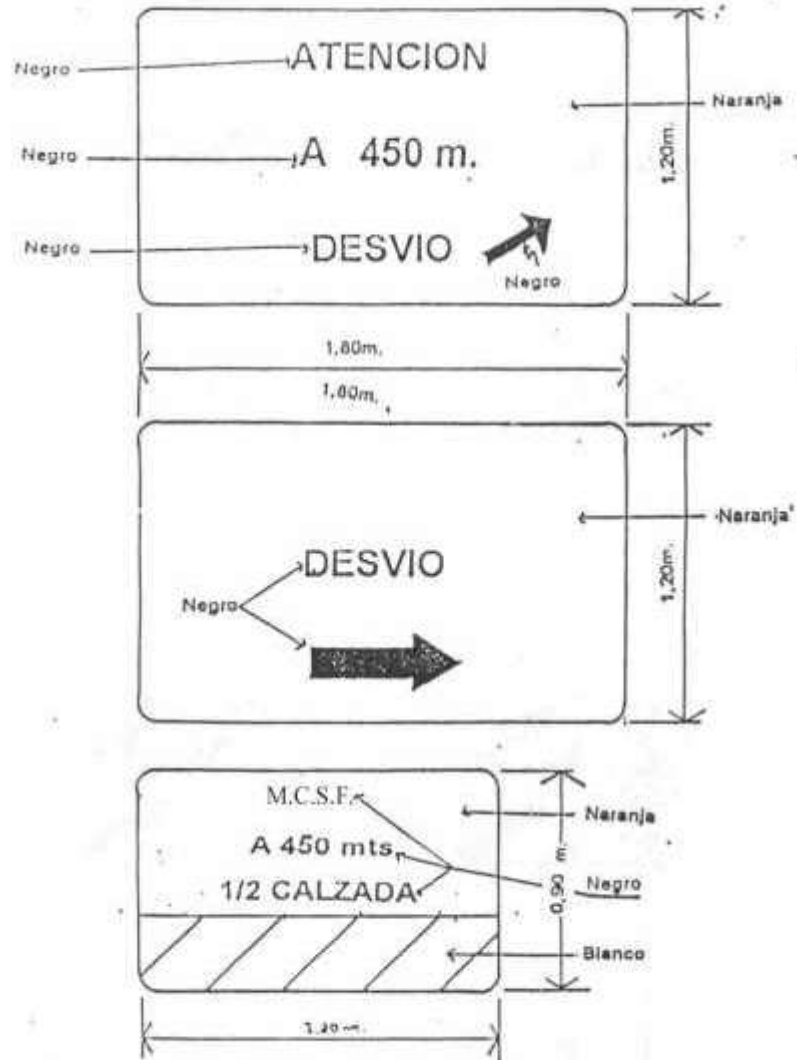 ATENCION
Negro
Naranja
Negro
A 450 m.
1,20m.
Negro
DESVIO
Negro
1,80m.
1,80m.
Naranja
DESVIO
Negro
1,20m.
M.C.S.F.
Naranja
A 450 mts.
1/2 CALZADA
Negro
0,90 m.
Blanco